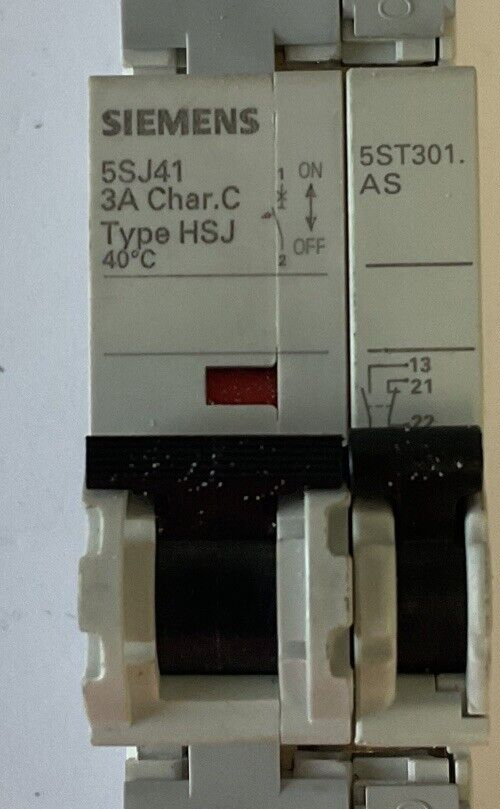 SIEMENS
5SJ41
3A Char.C
Type HSJ
40°C
1
2
ON
OFF
5ST301.
AS
13
21
22